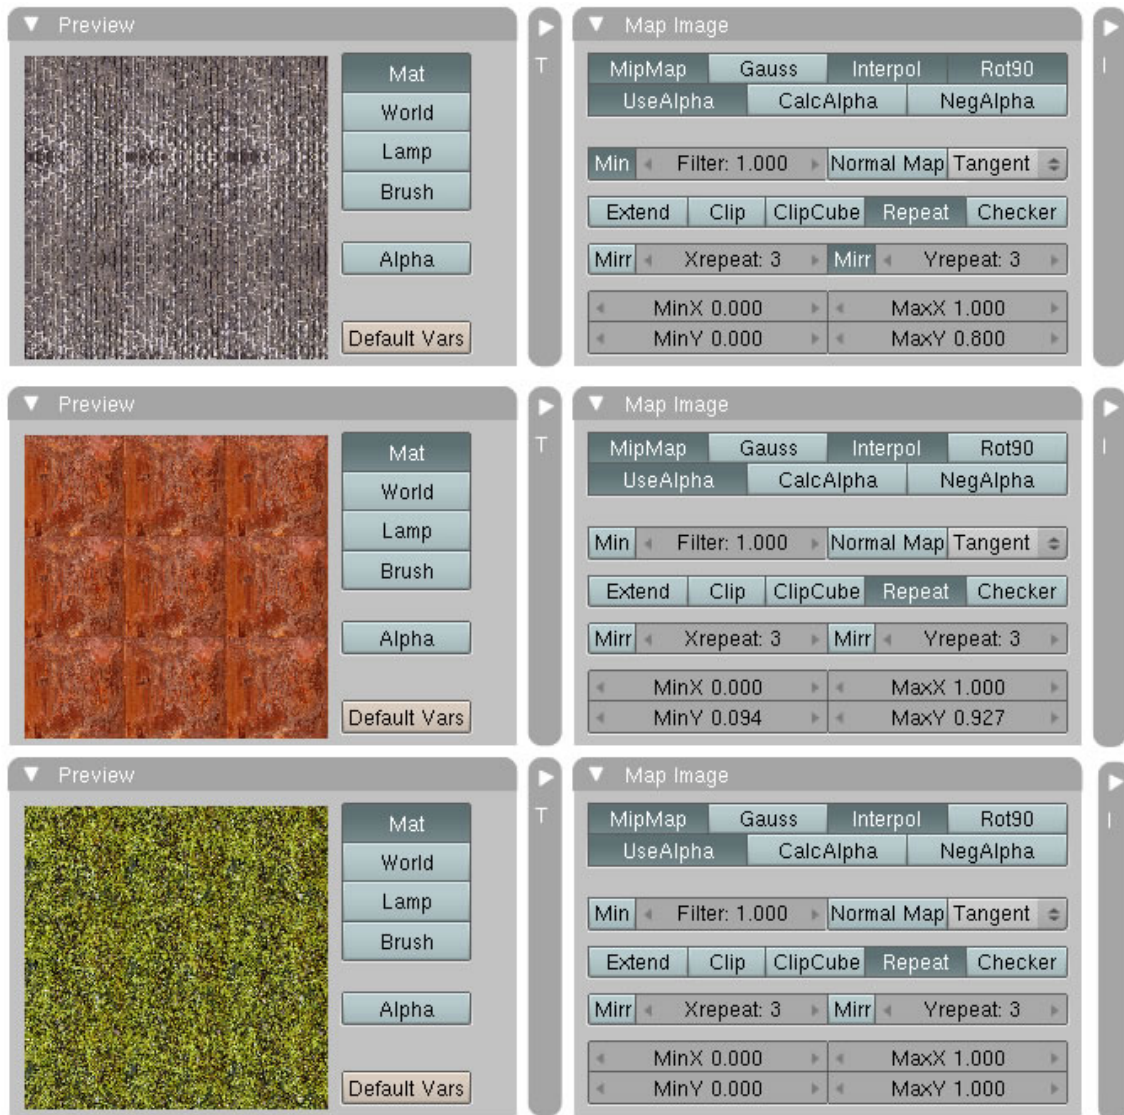 Preview
T
Map Image
I
Mat
World
Lamp
Brush
Alpha
Default Vars
MipMap Gauss Interpol Rot90
UseAlpha CalcAlpha NegAlpha
Min Filter: 1.000 Normal Map Tangent
Extend Clip ClipCube Repeat Checker
Mirr Xrepeat: 3 Mirr Yrepeat: 3
MinX 0.000 MaxX 1.000
MinY 0.000 MaxY 0.800
Preview
T
Map Image
I
Mat
World
Lamp
Brush
Alpha
Default Vars
MipMap Gauss Interpol Rot90
UseAlpha CalcAlpha NegAlpha
Min Filter: 1.000 Normal Map Tangent
Extend Clip ClipCube Repeat Checker
Mirr Xrepeat: 3 Mirr Yrepeat: 3
MinX 0.000 MaxX 1.000
MinY 0.094 MaxY 0.927
Preview
T
Map Image
I
Mat
World
Lamp
Brush
Alpha
Default Vars
MipMap Gauss Interpol Rot90
UseAlpha CalcAlpha NegAlpha
Min Filter: 1.000 Normal Map Tangent
Extend Clip ClipCube Repeat Checker
Mirr Xrepeat: 3 Mirr Yrepeat: 3
MinX 0.000 MaxX 1.000
MinY 0.000 MaxY 1.000